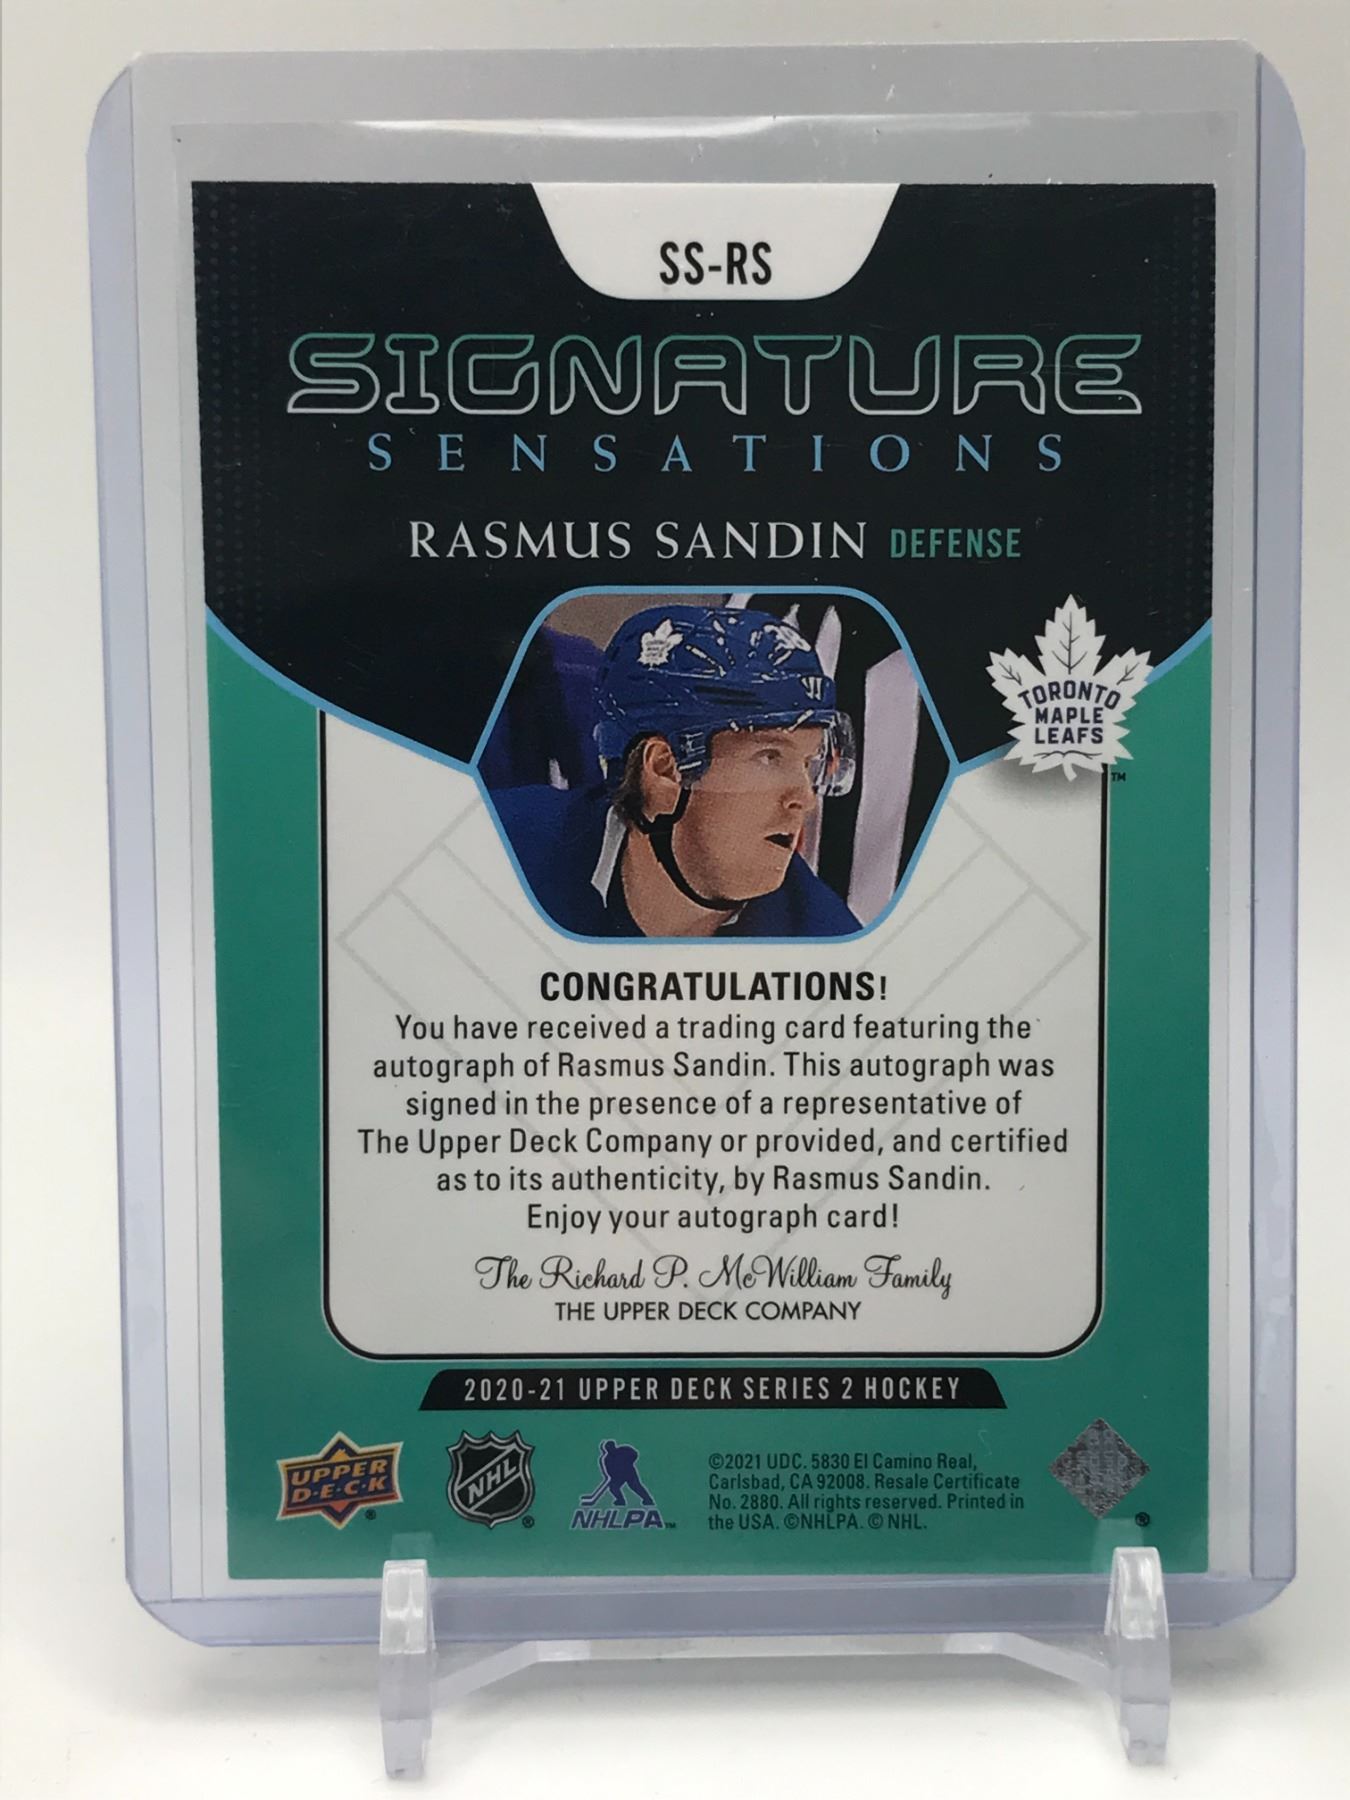 SS-RS
SIGNATURE
SENSATIONS
RASMUS SANDIN DEFENSE
TORONTO
MAPLE
LEAFS
TM
CONGRATULATIONS!
You have received a trading card featuring the
autograph of Rasmus Sandin. This autograph was
signed in the presence of a representative of
The Upper Deck Company or provided, and certified
as to its authenticity, by Rasmus Sandin.
Enjoy your autograph card!
The Richard P. McWilliam Family
THE UPPER DECK COMPANY
2020-21 UPPER DECK SERIES 2 HOCKEY
UPPER
D·E·C·K
®
NHL
®
NHLPA™
©2021 UDC. 5830 El Camino Real,
Carlsbad, CA 92008. Resale Certificate
No. 2880. All rights reserved. Printed in
the USA. ©NHLPA. © NHL.
®